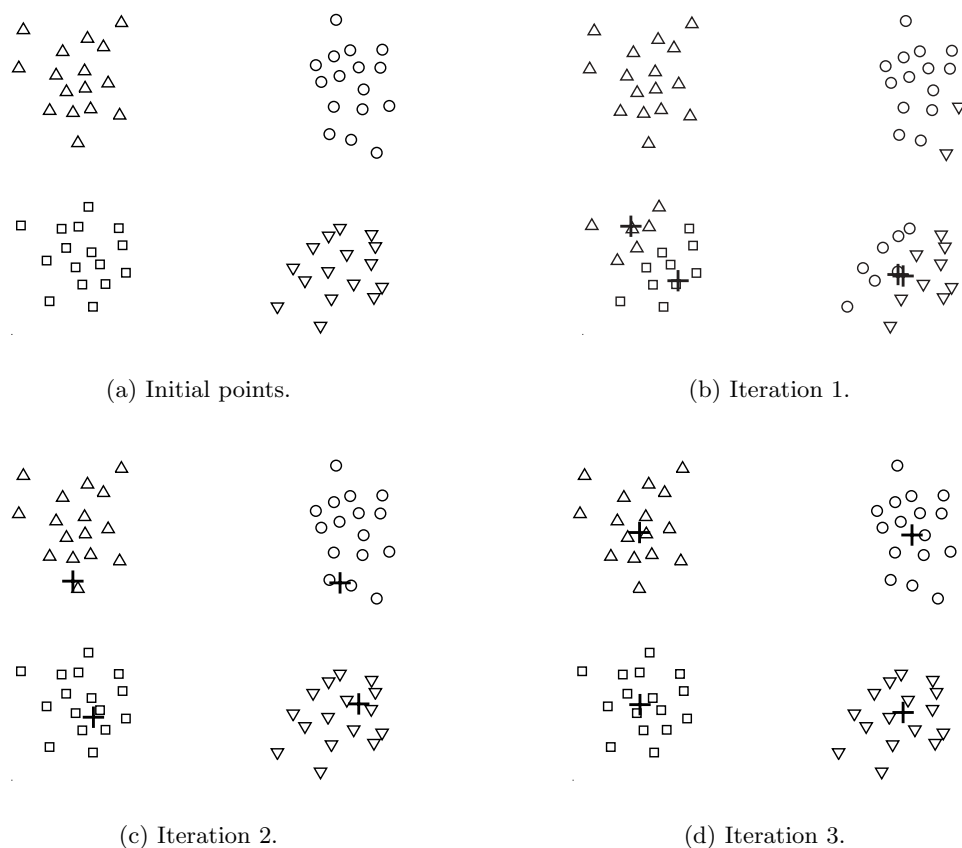 (a) Initial points.
(b) Iteration 1.
(c) Iteration 2.
(d) Iteration 3.